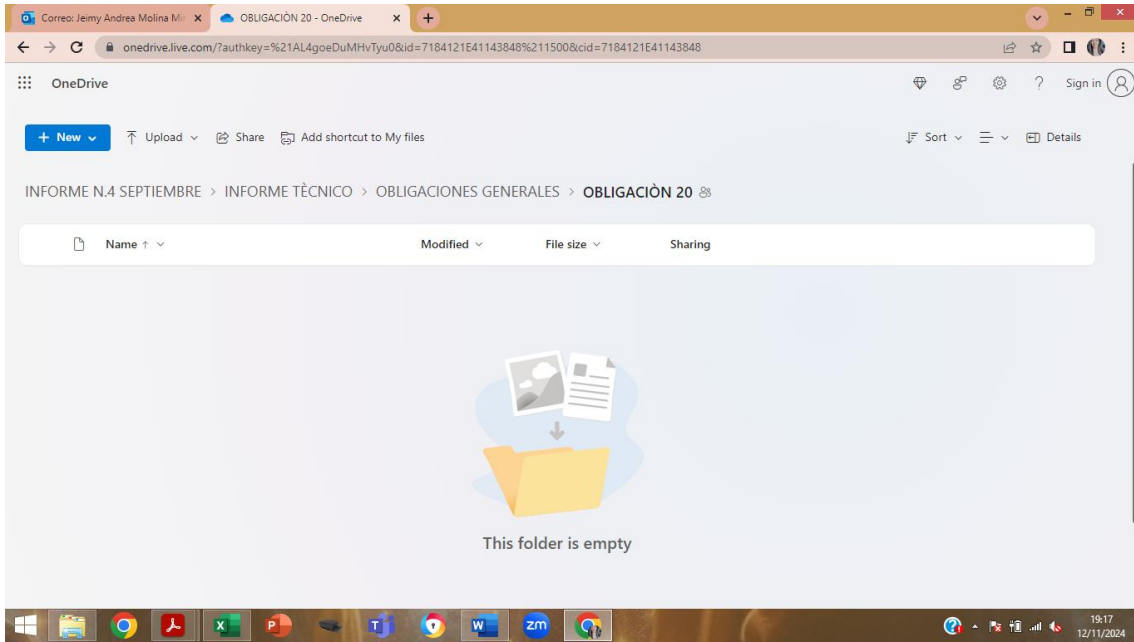 Correo: Jeimy Andrea Molina Mi
OBLIGACIÒN 20 - OneDrive
onedrive.live.com/?authkey=%21AL4goeDuMHvTyu0&id=7184121E41143848%211500&cid=7184121E41143848
OneDrive
Sign in
New
Upload
Share
Add shortcut to My files
Sort
Details
INFORME N.4 SEPTIEMBRE > INFORME TÈCNICO > OBLIGACIONES GENERALES > OBLIGACIÒN 20
Name
Modified
File size
Sharing
This folder is empty
zm
19:17
12/11/2024